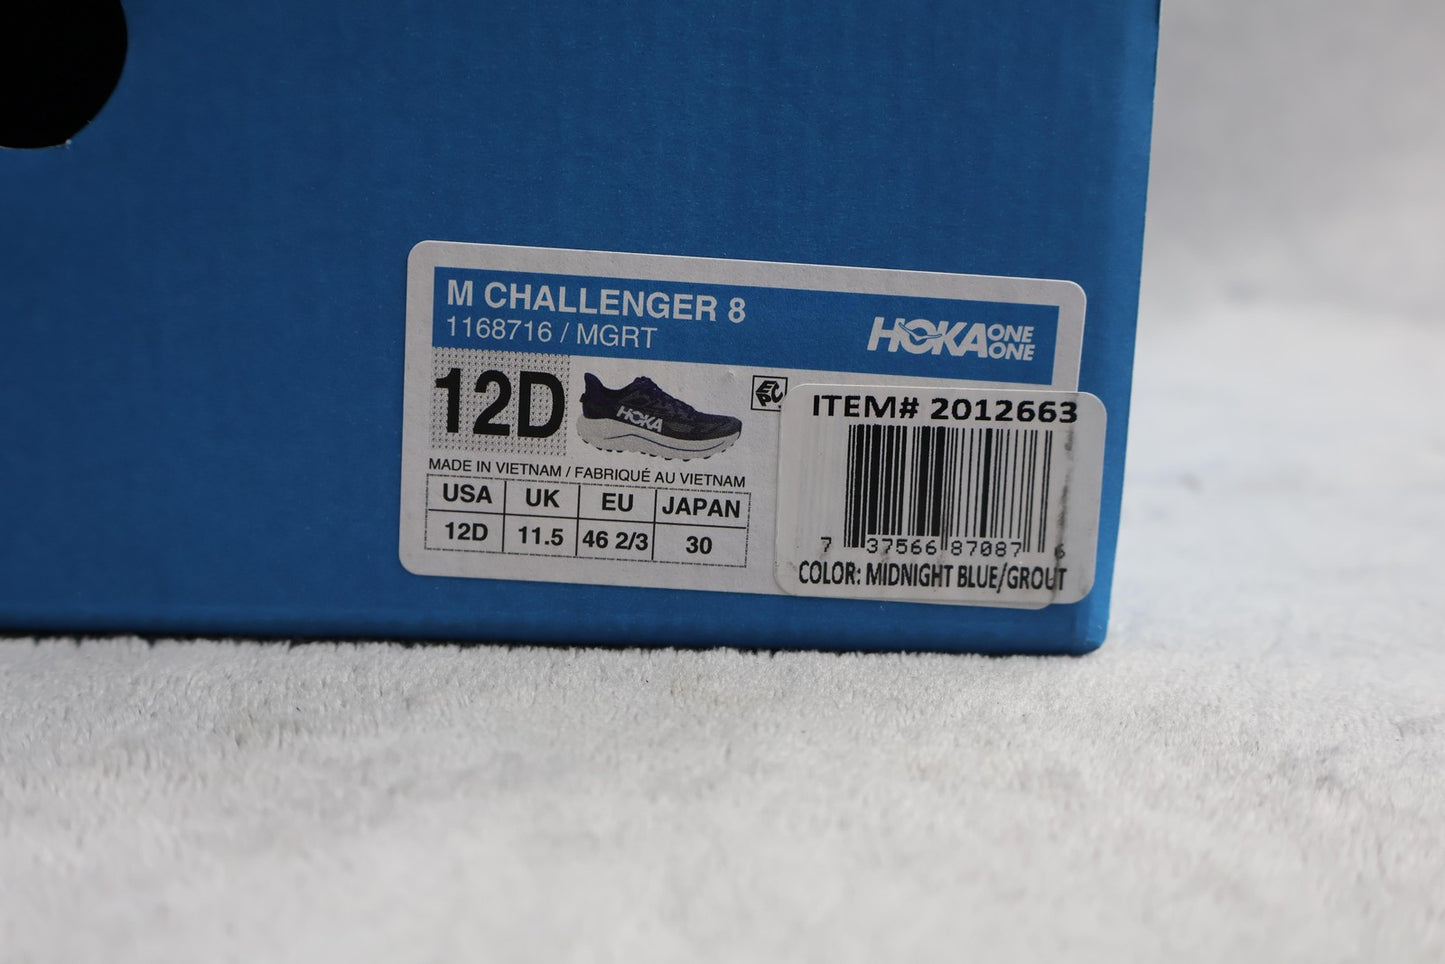 M CHALLENGER 8
1168716 / MGRT
HOKA ONE ONE
12D
HOKA
MADE IN VIETNAM / FABRIQUÉ AU VIETNAM
USA UK EU JAPAN
12D 11.5 46 2/3 30
ITEM# 2012663
7 37566 87087 6
COLOR: MIDNIGHT BLUE/GROUT